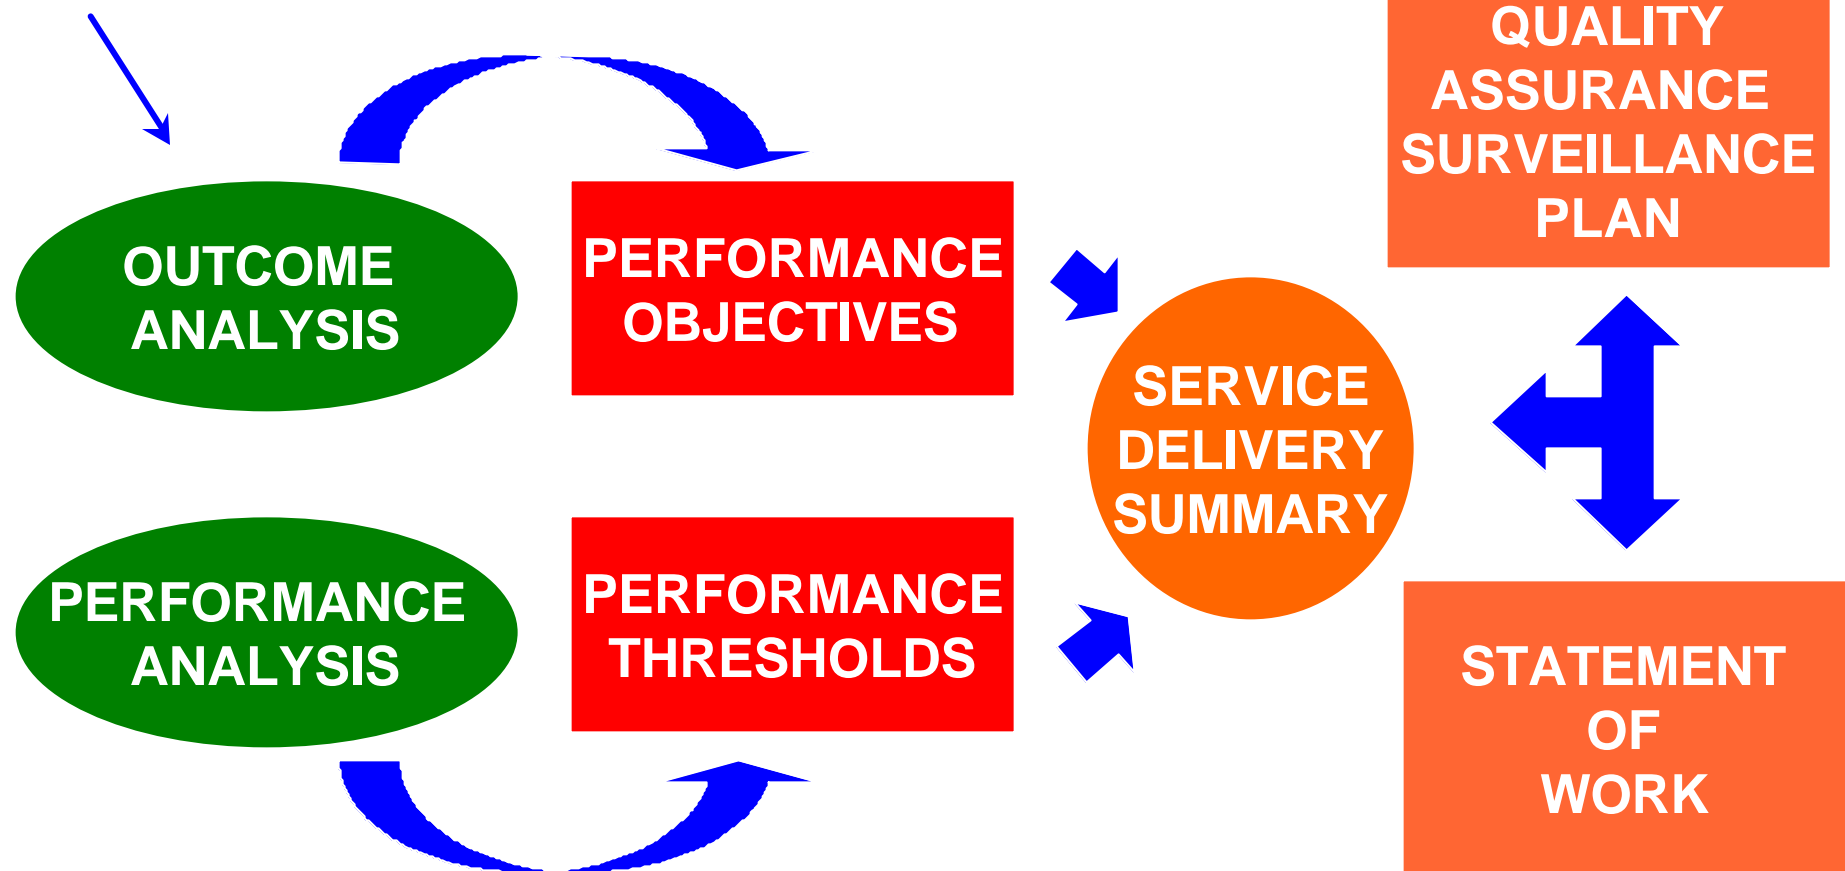 QUALITY
ASSURANCE
SURVEILLANCE
PLAN
OUTCOME
ANALYSIS
PERFORMANCE
OBJECTIVES
SERVICE
DELIVERY
SUMMARY
PERFORMANCE
ANALYSIS
PERFORMANCE
THRESHOLDS
STATEMENT
OF
WORK